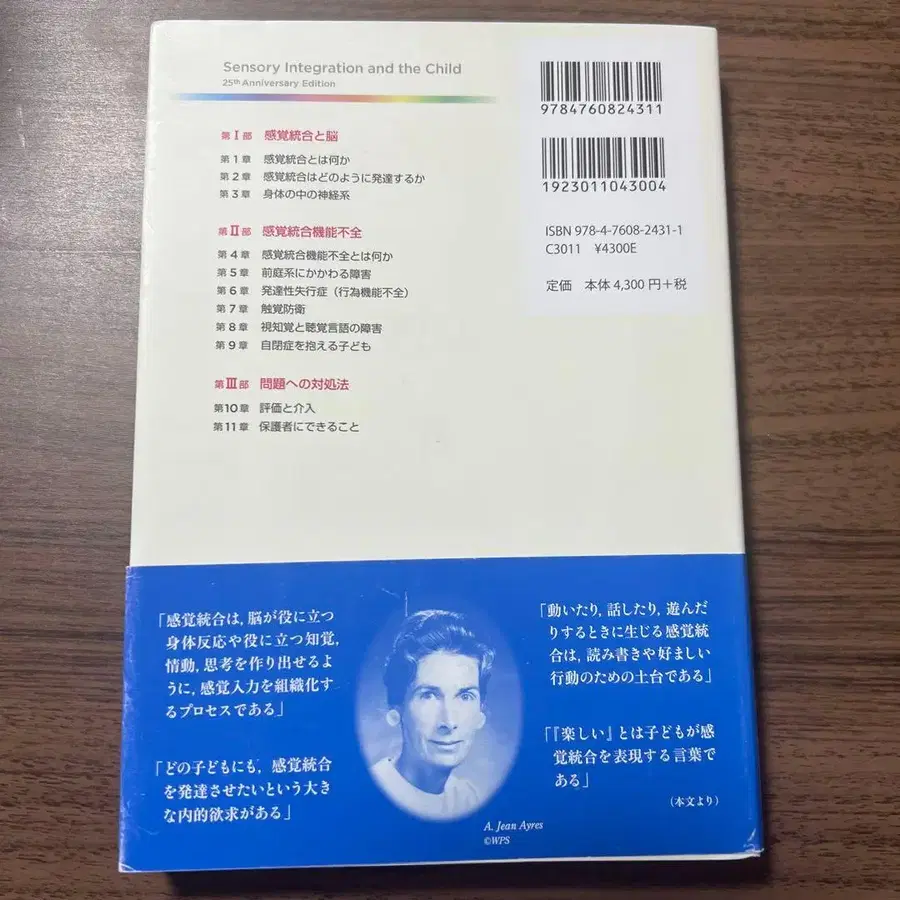 Sensory Integration and the Child
25th Anniversary Edition
第Ⅰ部 感覚統合と脳
第1章 感覚統合とは何か
第2章 感覚統合はどのように発達するか
第3章 身体の中の神経系
第Ⅱ部 感覚統合機能不全
第4章 感覚統合機能不全とは何か
第5章 前庭系にかかわる障害
第6章 発達性失行症（行為機能不全）
第7章 触覚防衛
第8章 視知覚と聴覚言語の障害
第9章 自閉症を抱える子ども
第Ⅲ部 問題への対処法
第10章 評価と介入
第11章 保護者にできること
9784760824311
1923011043004
ISBN 978-4-7608-2431-1
C3011 ¥4300E
定価 本体 4,300 円＋税
「感覚統合は，脳が役に立つ
身体反応や役に立つ知覚，
情動，思考を作り出せるよ
うに，感覚入力を組織化す
るプロセスである」
「どの子どもにも，感覚統合
を発達させたいという大き
な内的欲求がある」
A. Jean Ayres
©WPS
「動いたり，話したり，遊んだ
りするときに生じる感覚統
合は，読み書きや好ましい
行動のための土台である」
「『楽しい』とは子どもが感
覚統合を表現する言葉で
ある」
（本文より）